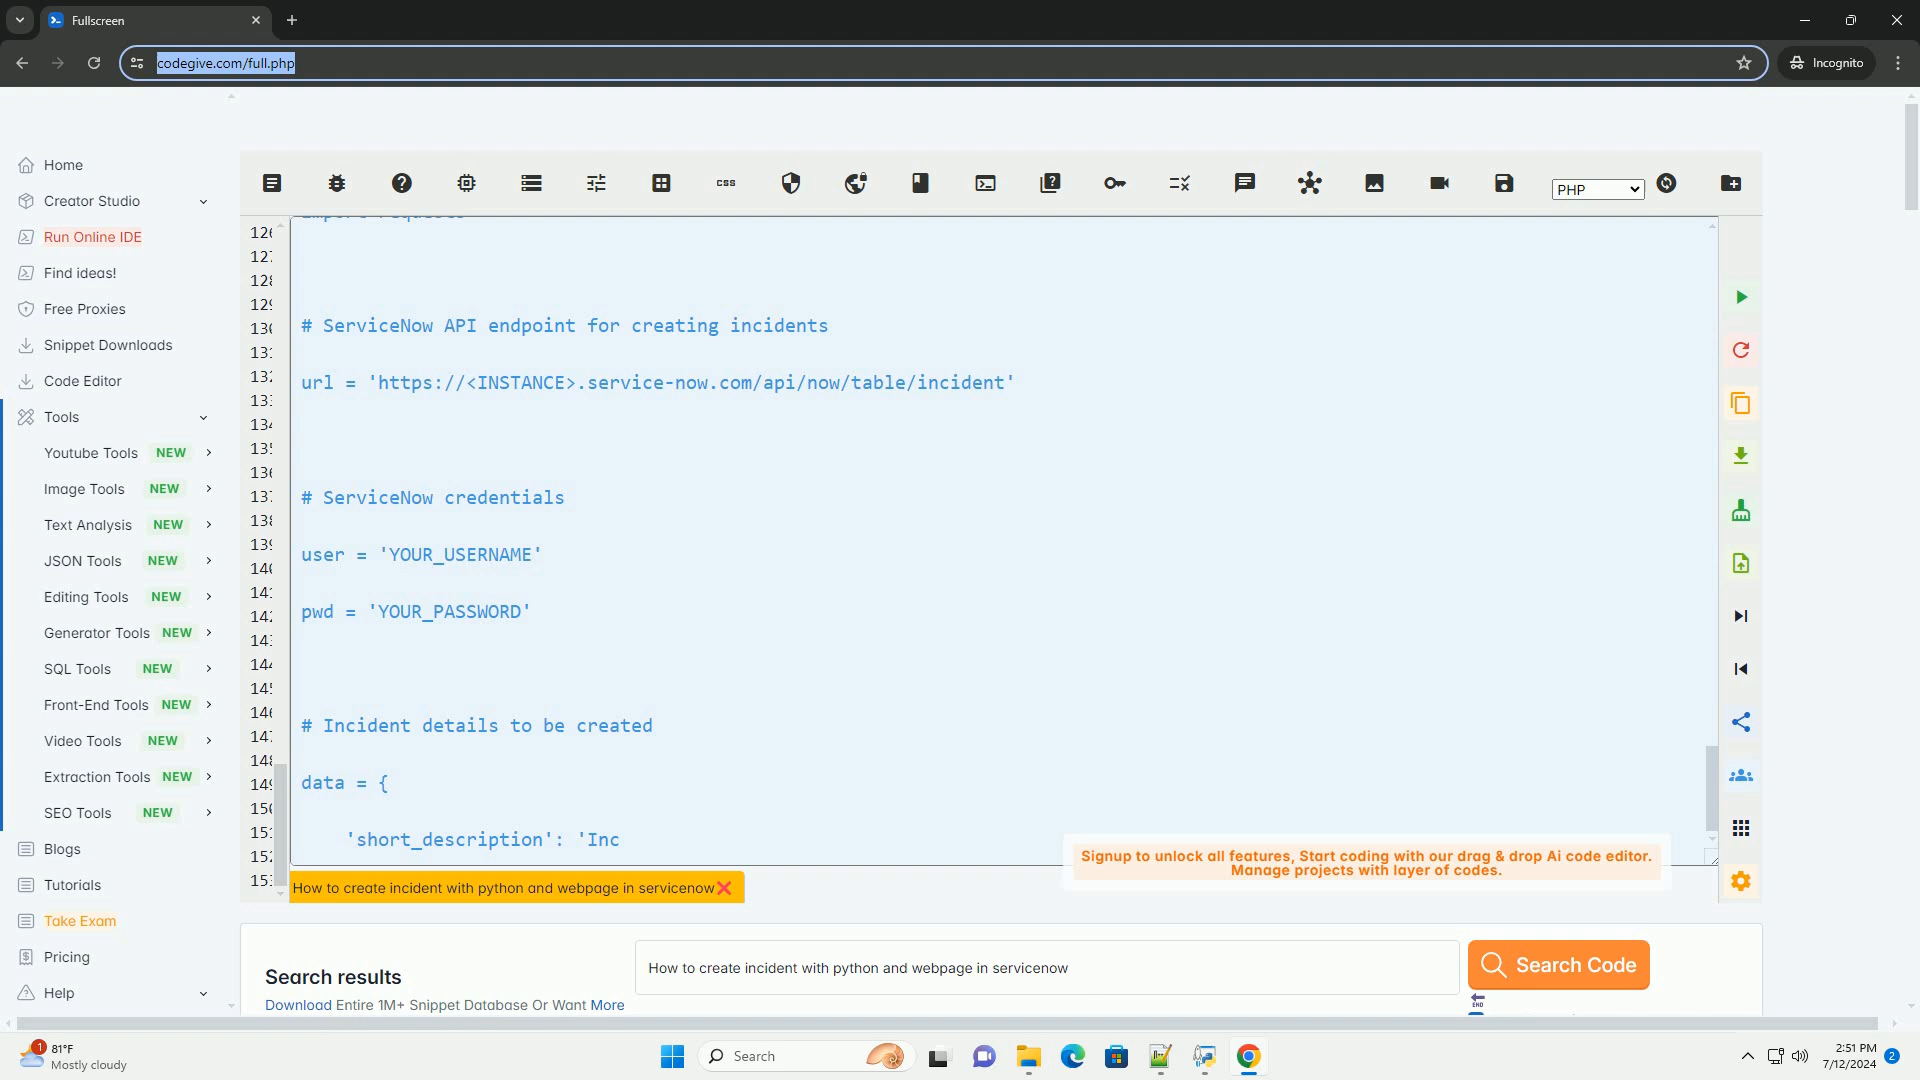 Fullscreen
codegive.com/full.php
Incognito
Home
Creator Studio
Run Online IDE
Find ideas!
Free Proxies
Snippet Downloads
Code Editor
Tools
Youtube Tools NEW
Image Tools NEW
Text Analysis NEW
JSON Tools NEW
Editing Tools NEW
Generator Tools NEW
SQL Tools NEW
Front-End Tools NEW
Video Tools NEW
Extraction Tools NEW
SEO Tools NEW
Blogs
Tutorials
Take Exam
Pricing
Help
css
PHP
# ServiceNow API endpoint for creating incidents
url = 'https://<INSTANCE>.service-now.com/api/now/table/incident'
# ServiceNow credentials
user = 'YOUR_USERNAME'
pwd = 'YOUR_PASSWORD'
# Incident details to be created
data = {
'short_description': 'Inc
Signup to unlock all features, Start coding with our drag & drop Ai code editor.
Manage projects with layer of codes.
How to create incident with python and webpage in servicenow
Search results
Download Entire 1M+ Snippet Database Or Want More
How to create incident with python and webpage in servicenow
Search Code
END
1
81°F
Mostly cloudy
Search
2:51 PM
7/12/2024
2